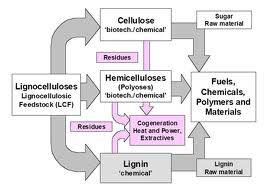 Cellulose
'biotech./chemical'
Sugar
Raw material
Residues
Lignocelluloses
Lignocellulosic
Feedstock (LCF)
Hemicelluloses
(Polyoses)
'biotech./chemical'
Fuels,
Chemicals,
Polymers and
Materials
Residues
Cogeneration
Heat and Power,
Extractives
Lignin
'chemical'
Lignin
Raw material